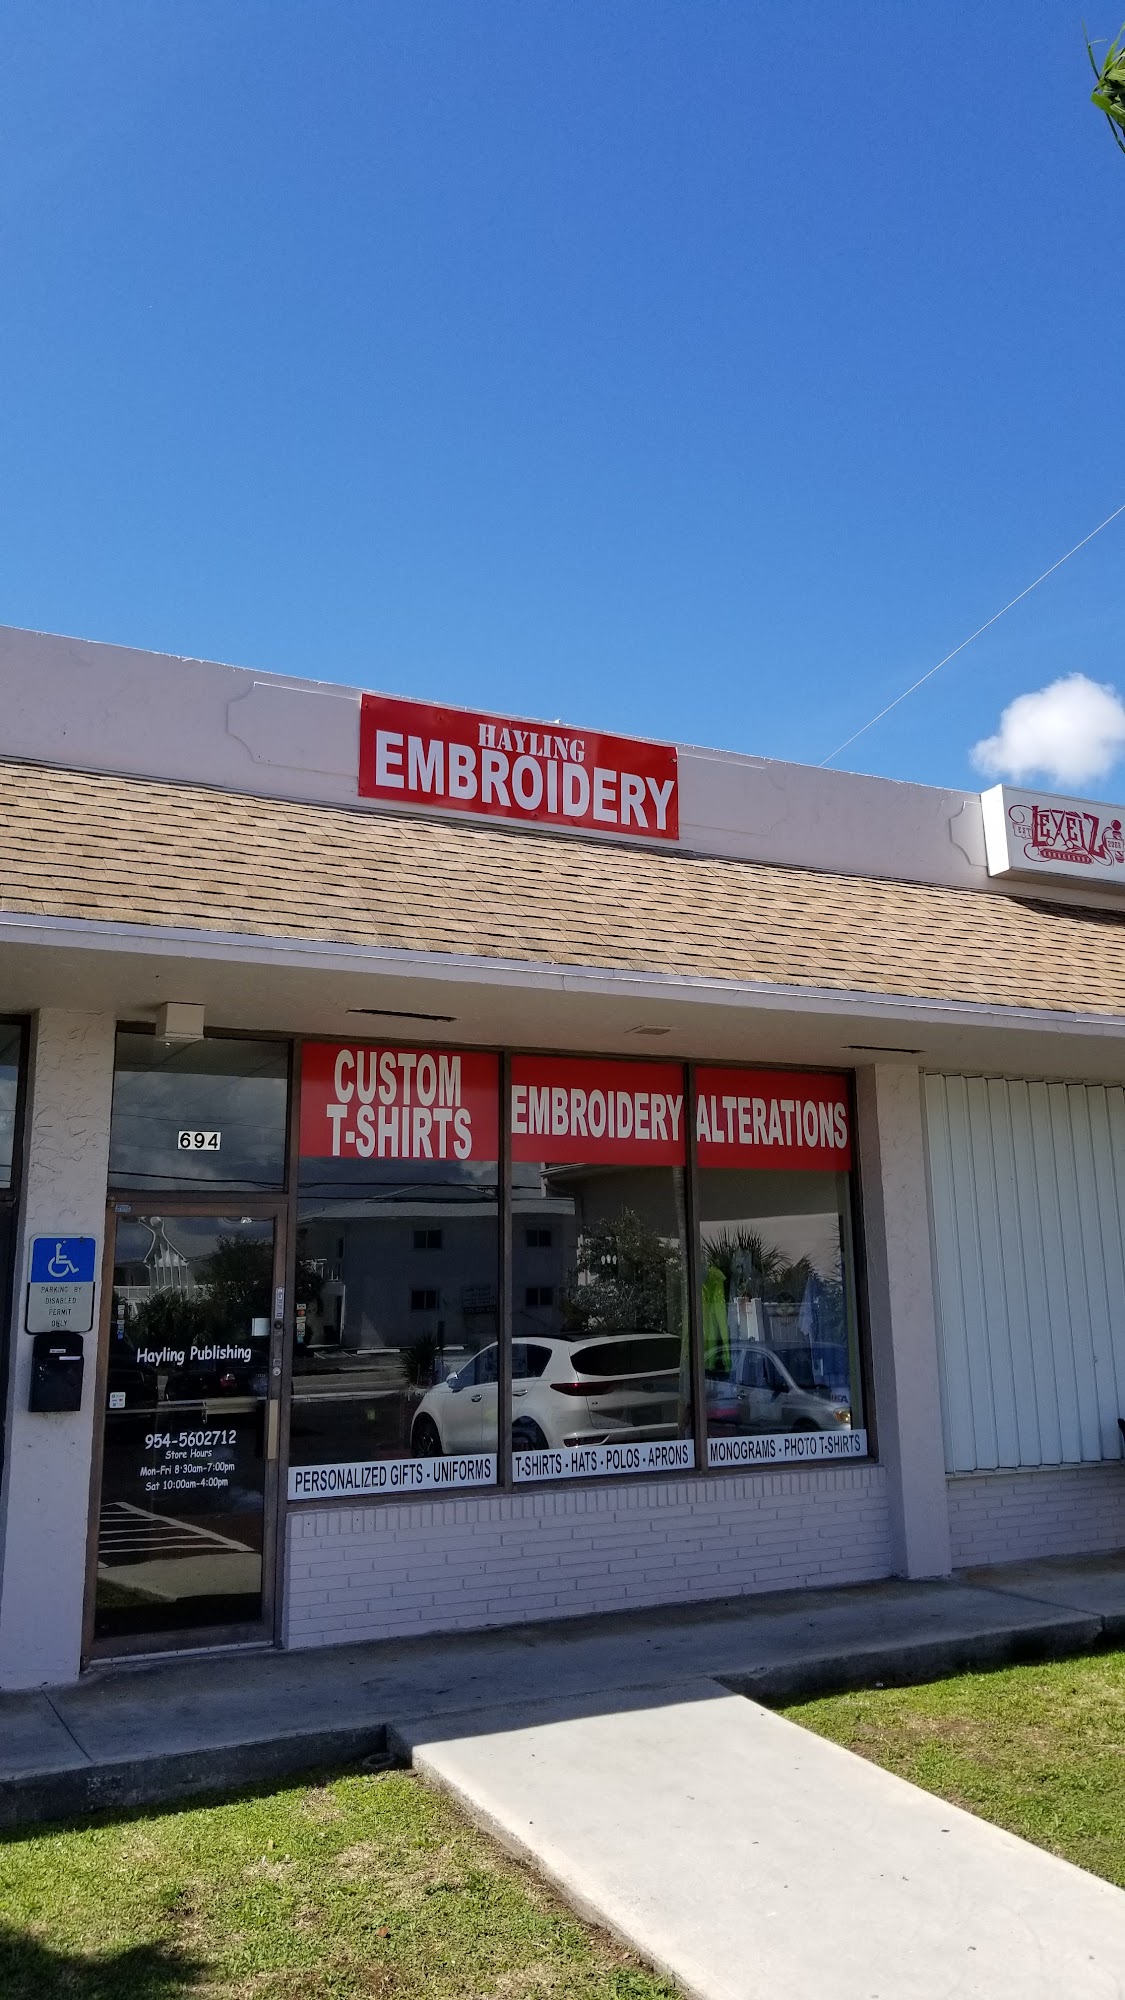 HAYLING
EMBROIDERY
LEXEIZ
CUSTOM
T-SHIRTS
EMBROIDERY
ALTERATIONS
694
PARKING BY
DISABLED
PERMIT
ONLY
Hayling Publishing
954-5602712
Store Hours
Mon-Fri 8:30am-7:00pm
Sat 10:00am-4:00pm
PERSONALIZED GIFTS - UNIFORMS
T-SHIRTS - HATS - POLOS - APRONS
MONOGRAMS - PHOTO T-SHIRTS